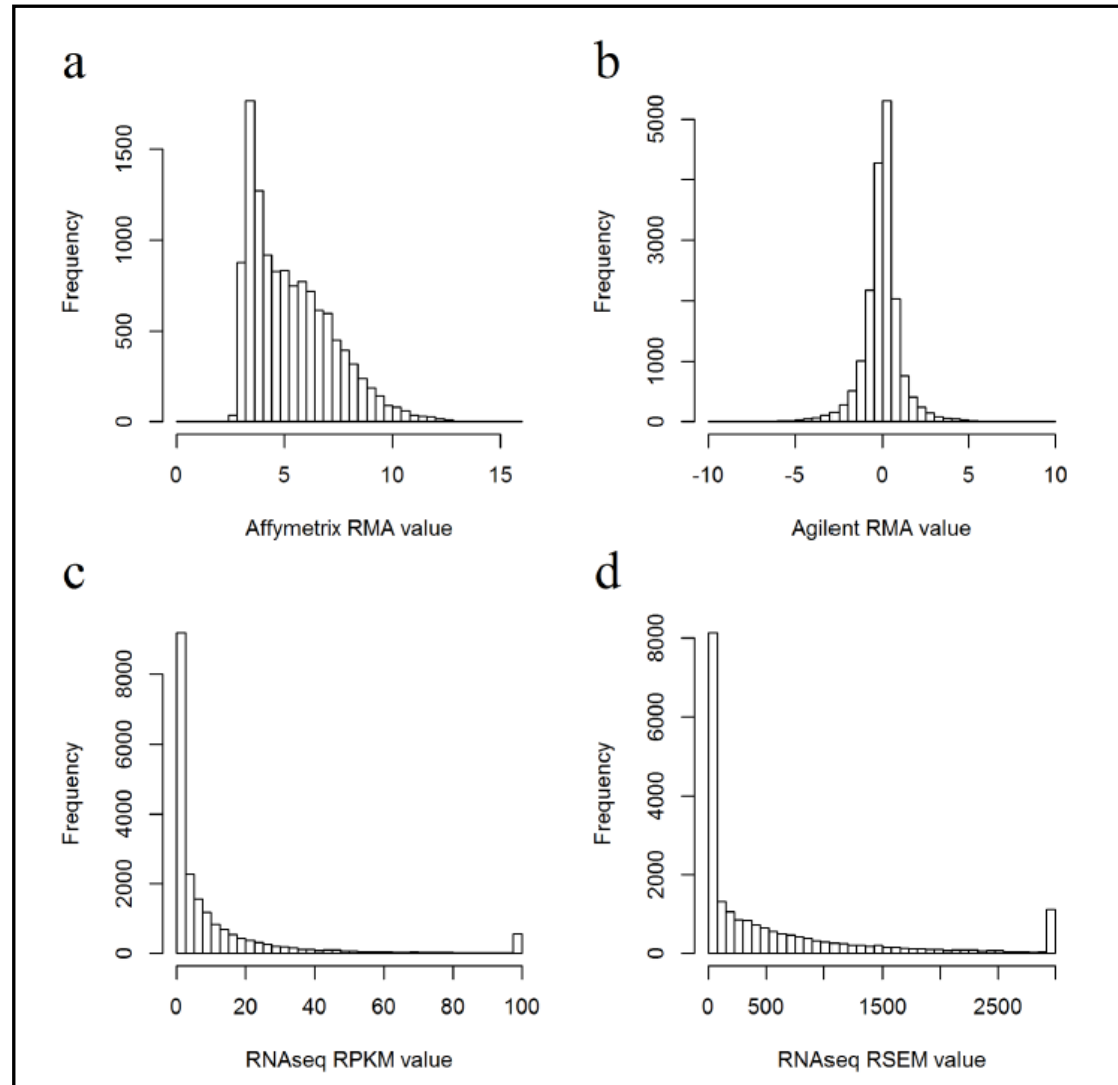 a
Frequency
0 500 1000 1500
0 5 10 15
Affymetrix RMA value
b
Frequency
0 1000 3000 5000
-10 -5 0 5 10
Agilent RMA value
c
Frequency
0 2000 4000 6000 8000
0 20 40 60 80 100
RNAseq RPKM value
d
Frequency
0 2000 4000 6000 8000
0 500 1500 2500
RNAseq RSEM value